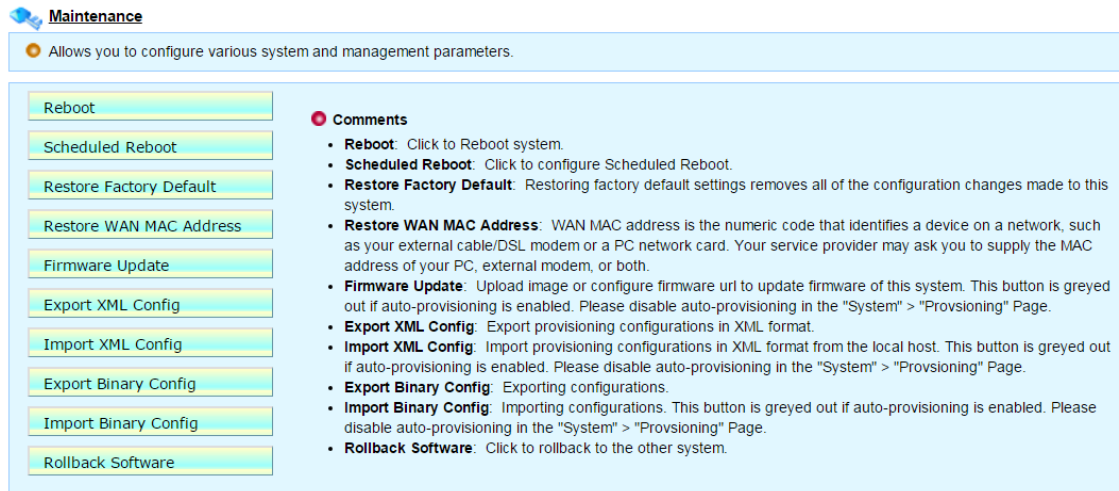 Maintenance
Allows you to configure various system and management parameters.
Reboot
Scheduled Reboot
Restore Factory Default
Restore WAN MAC Address
Firmware Update
Export XML Config
Import XML Config
Export Binary Config
Import Binary Config
Rollback Software
Comments
• Reboot: Click to Reboot system.
• Scheduled Reboot: Click to configure Scheduled Reboot.
• Restore Factory Default: Restoring factory default settings removes all of the configuration changes made to this
system.
• Restore WAN MAC Address: WAN MAC address is the numeric code that identifies a device on a network, such
as your external cable/DSL modem or a PC network card. Your service provider may ask you to supply the MAC
address of your PC, external modem, or both.
• Firmware Update: Upload image or configure firmware url to update firmware of this system. This button is greyed
out if auto-provisioning is enabled. Please disable auto-provisioning in the "System" > "Provsioning" Page.
• Export XML Config: Export provisioning configurations in XML format.
• Import XML Config: Import provisioning configurations in XML format from the local host. This button is greyed out
if auto-provisioning is enabled. Please disable auto-provisioning in the "System" > "Provsioning" Page.
• Export Binary Config: Exporting configurations.
• Import Binary Config: Importing configurations. This button is greyed out if auto-provisioning is enabled. Please
disable auto-provisioning in the "System" > "Provsioning" Page.
• Rollback Software: Click to rollback to the other system.